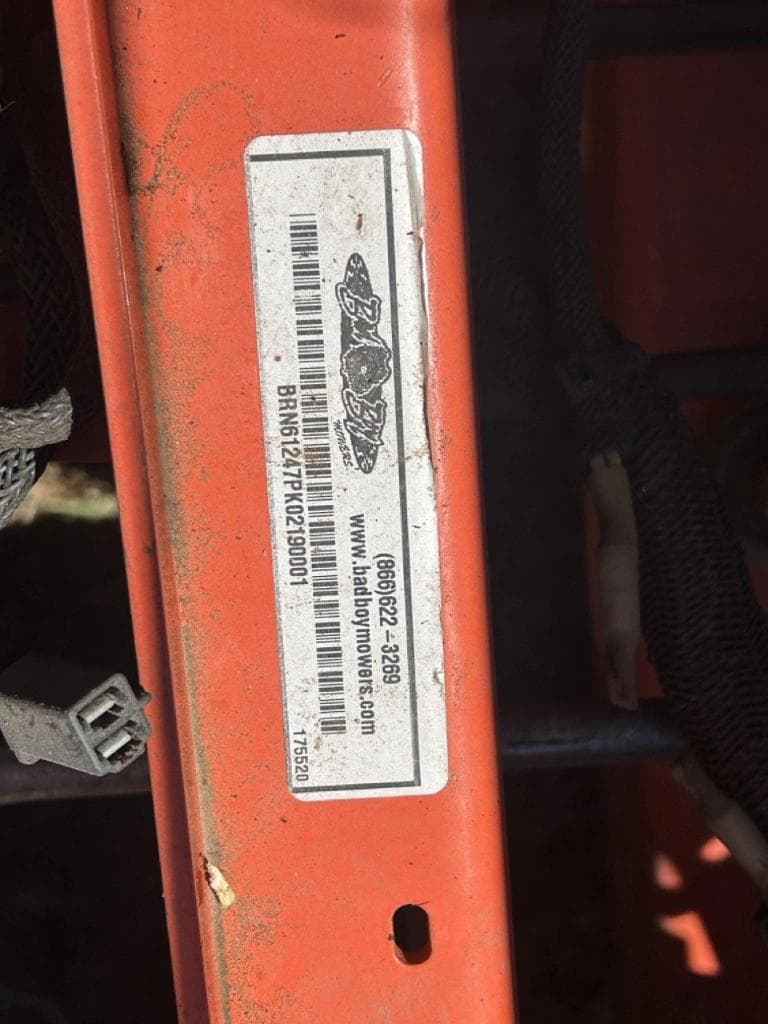 BAD BOY
MOWERS
(866)622-3269
www.badboymowers.com
BRN61247PK02190001
175520